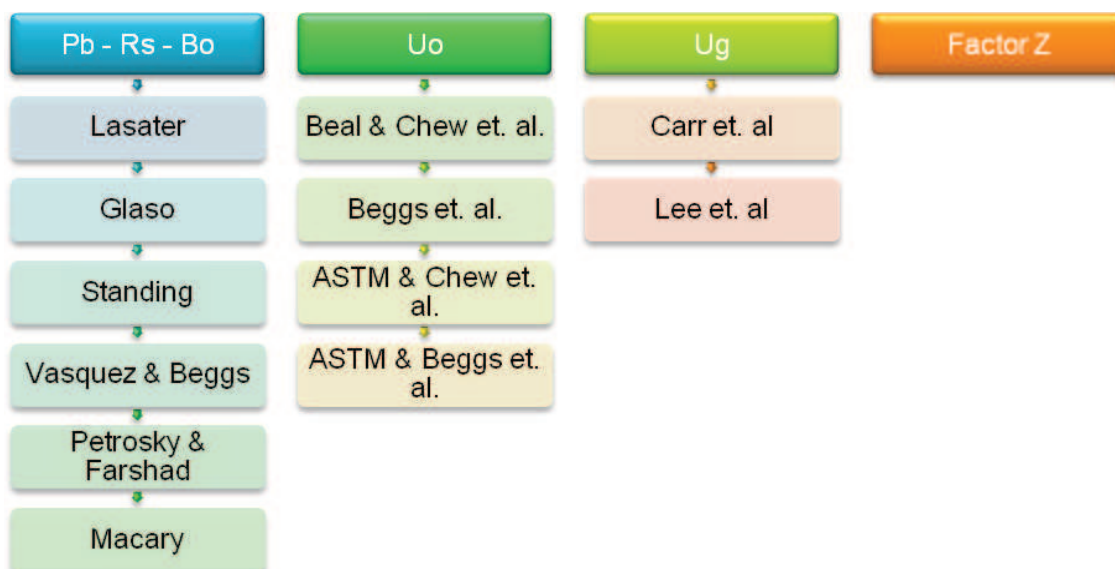 Pb - Rs - Bo
Lasater
Glaso
Standing
Vasquez & Beggs
Petrosky &
Farshad
Macary
Uo
Beal & Chew et. al.
Beggs et. al.
ASTM & Chew et.
al.
ASTM & Beggs et.
al.
Ug
Carr et. al
Lee et. al
Factor Z